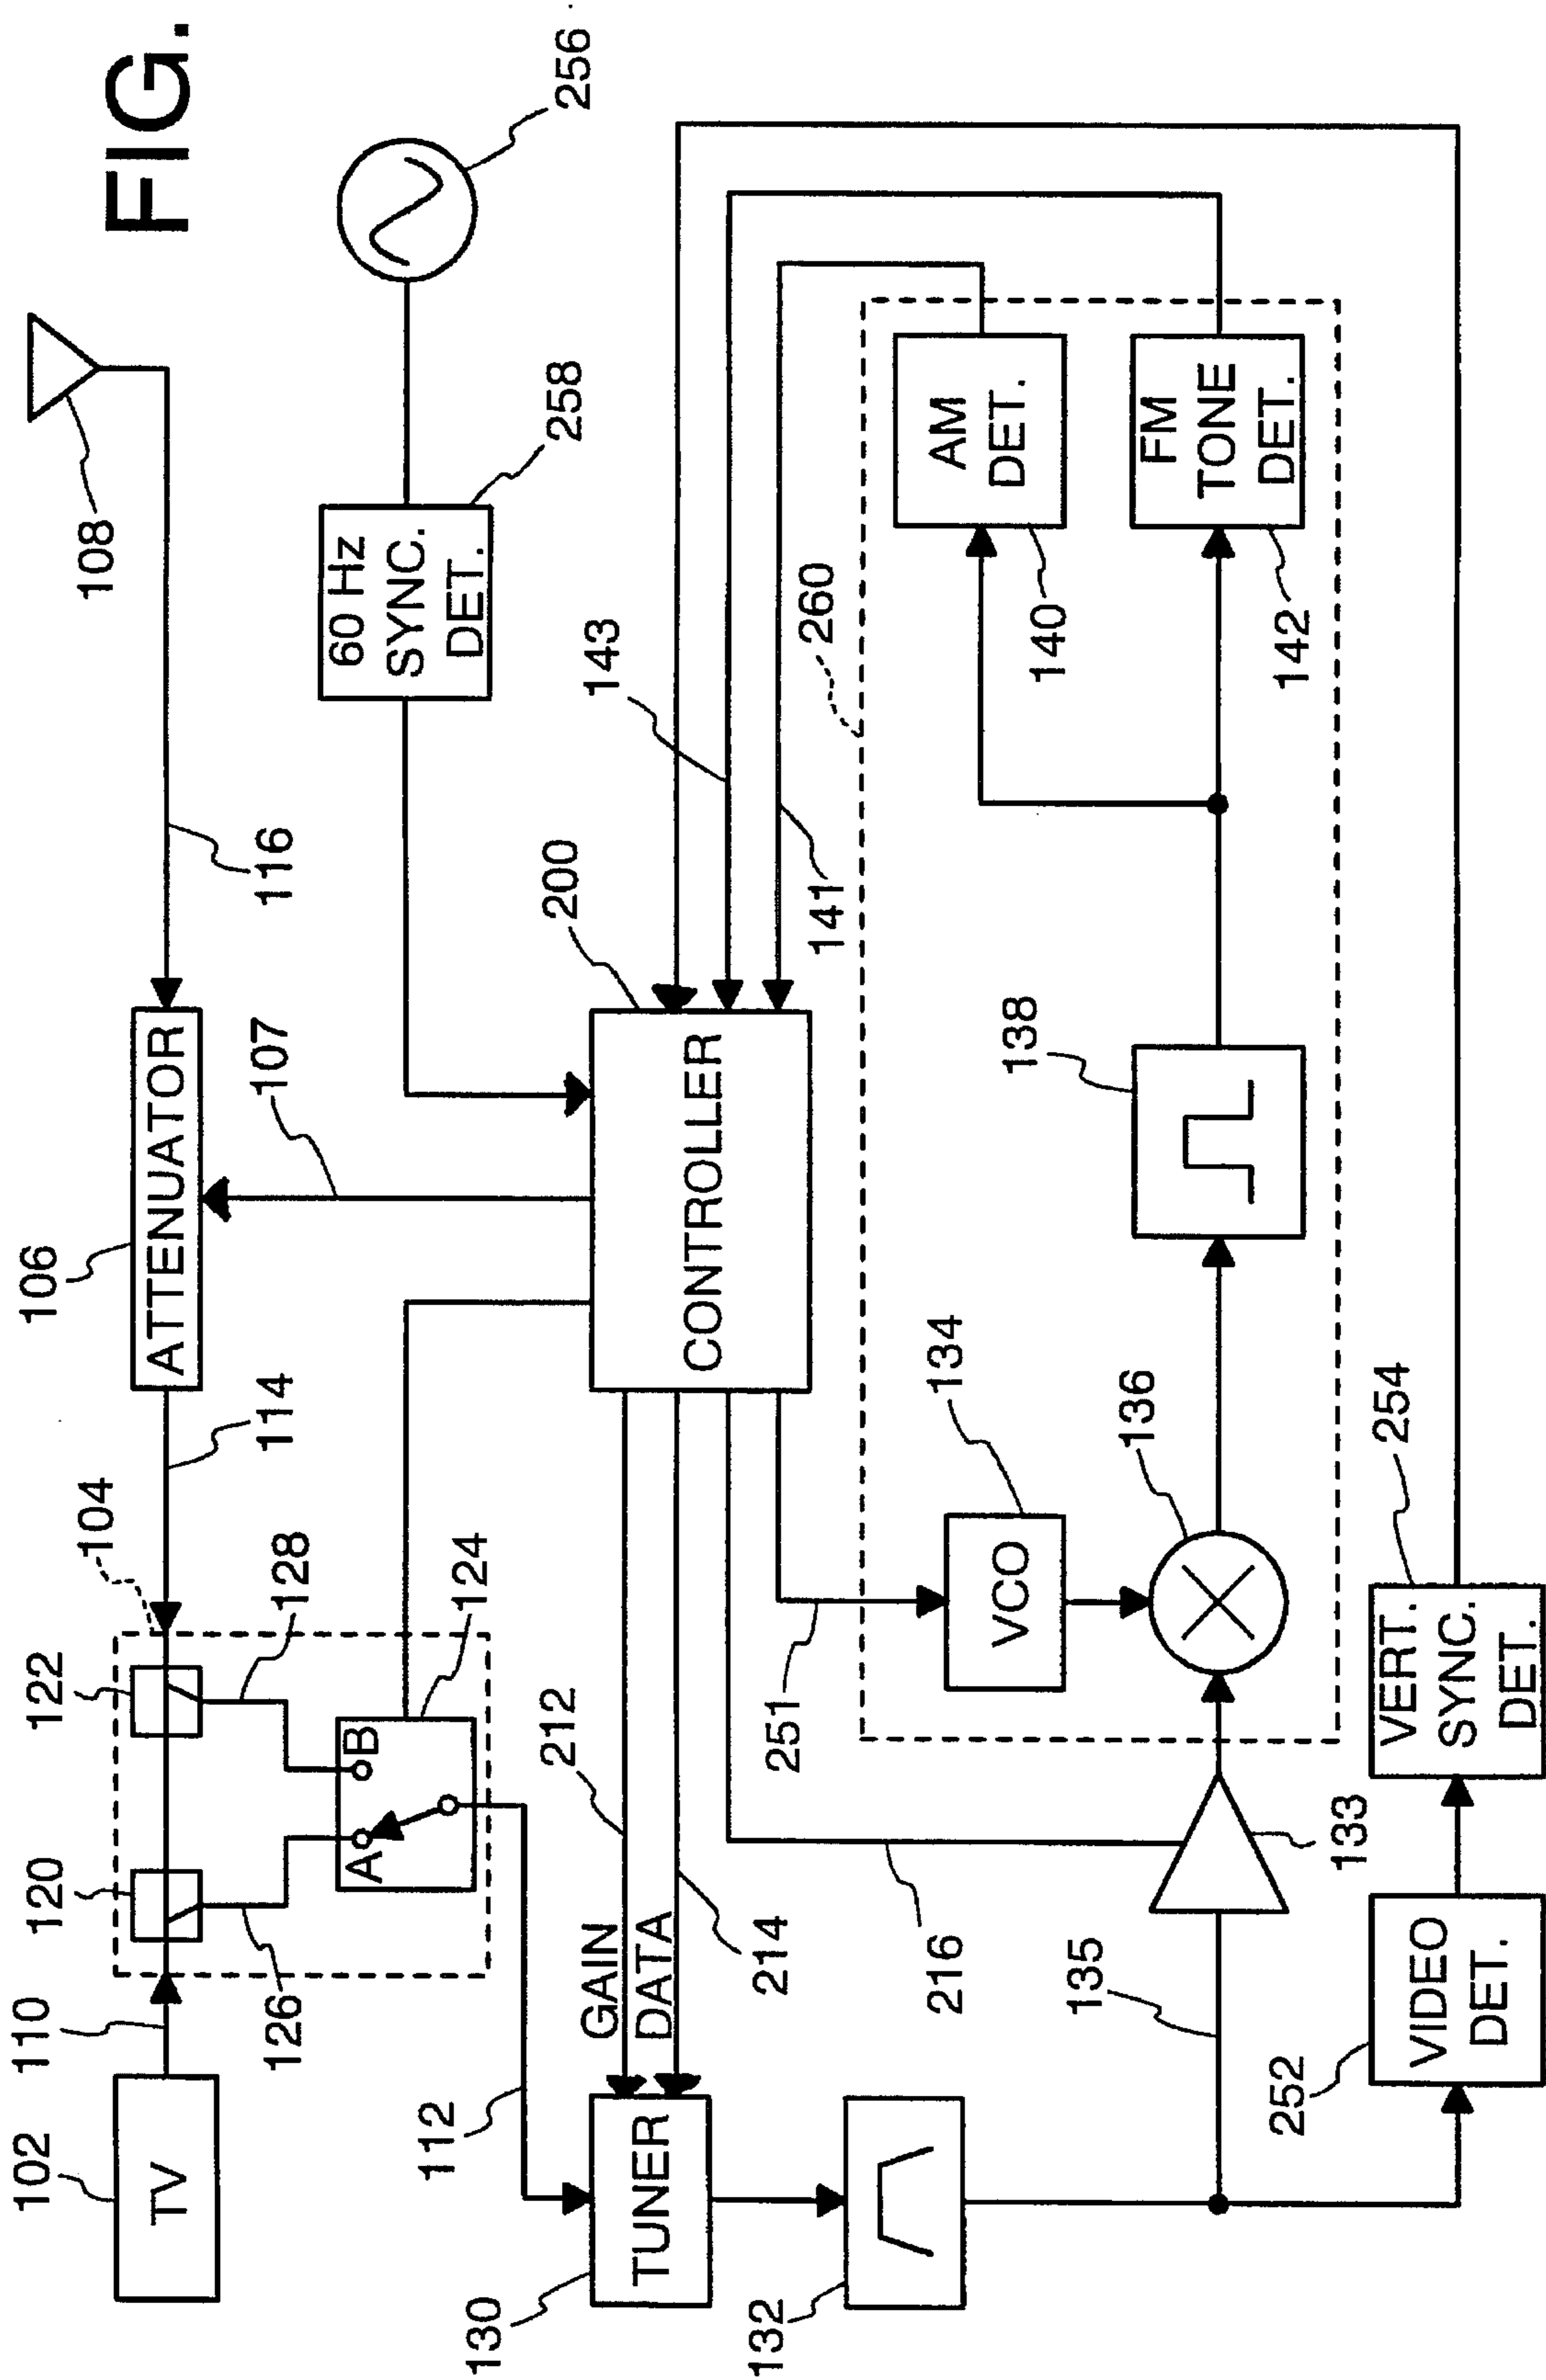 FIG.
102
TV
110
120
122
104
126
128
A
B
124
114
106
ATTENUATOR
107
116
108
256
60 Hz
SYNC.
DET.
258
112
130
TUNER
GAIN
DATA
212
214
216
251
CONTROLLER
200
143
141
260
132
135
133
VCO
134
136
138
AM
DET.
140
FM
TONE
DET.
142
252
VIDEO
DET.
VERT.
SYNC.
DET.
254